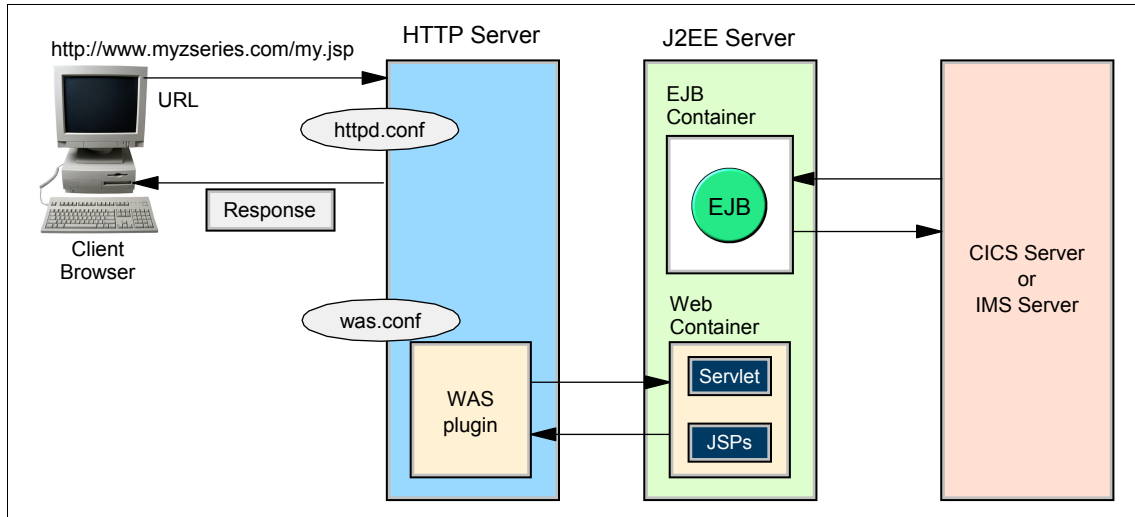 http://www.myzseries.com/my.jsp
URL
Response
Client
Browser
HTTP Server
httpd.conf
was.conf
WAS
plugin
J2EE Server
EJB
Container
EJB
Web
Container
Servlet
JSPs
CICS Server
or
IMS Server